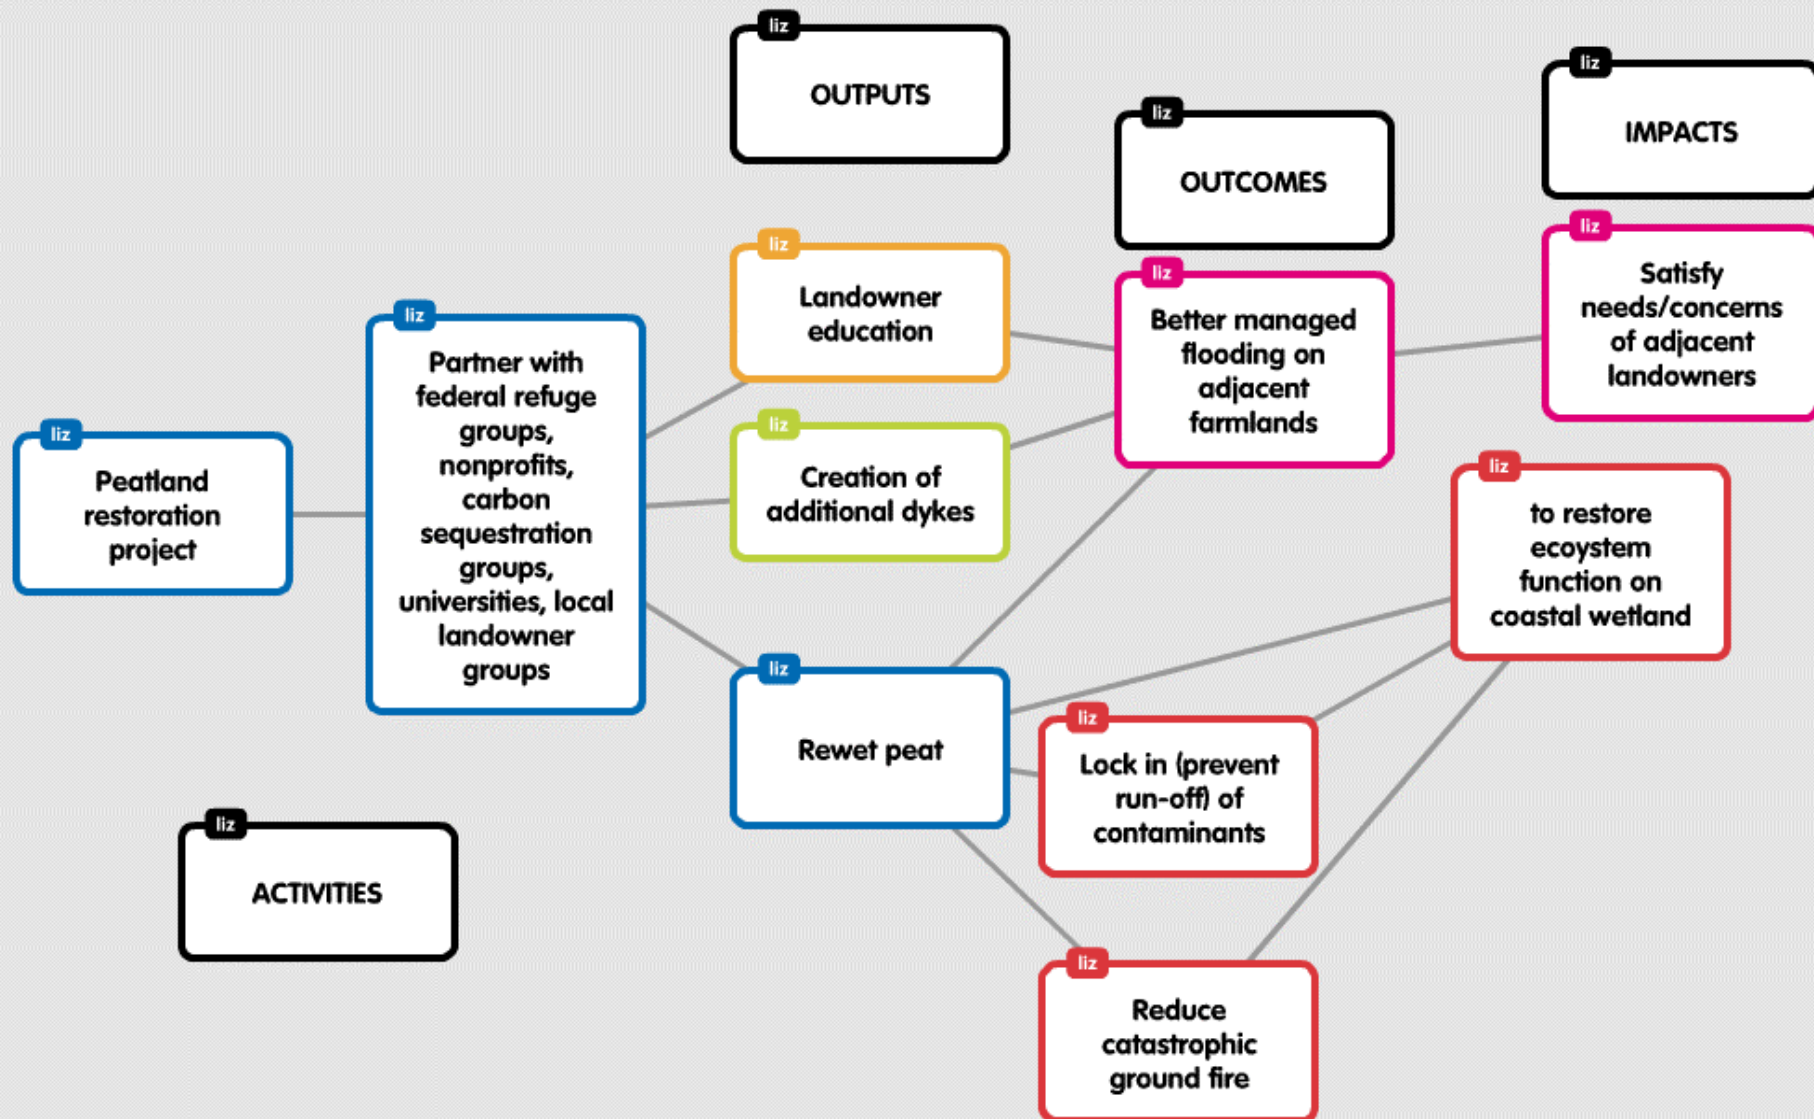 liz
OUTPUTS
liz
IMPACTS
liz
OUTCOMES
liz
Landowner
education
liz
Better managed
flooding on
adjacent
farmlands
liz
Satisfy
needs/concerns
of adjacent
landowners
liz
Peatland
restoration
project
liz
Partner with
federal refuge
groups,
nonprofits,
carbon
sequestration
groups,
universities, local
landowner
groups
liz
Creation of
additional dykes
liz
to restore
ecoystem
function on
coastal wetland
liz
Rewet peat
liz
Lock in (prevent
run-off) of
contaminants
liz
ACTIVITIES
liz
Reduce
catastrophic
ground fire